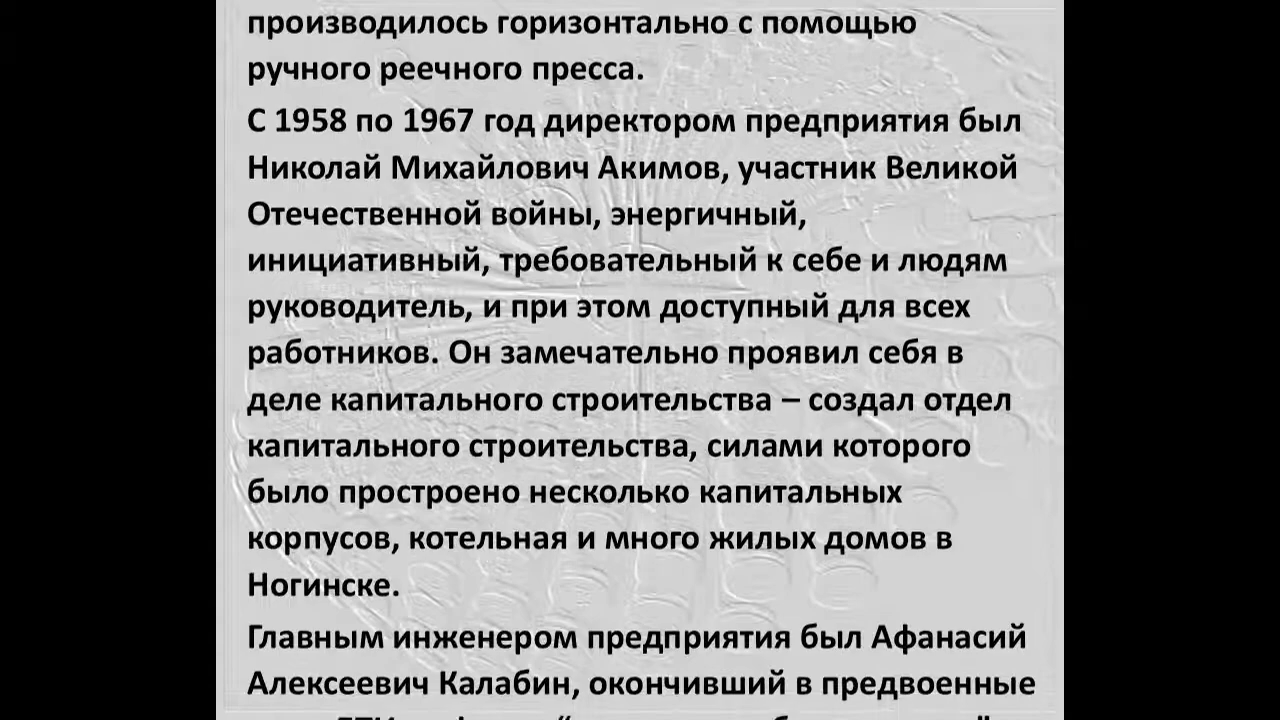 производилось горизонтально с помощью
ручного реечного пресса.
С 1958 по 1967 год директором предприятия был
Николай Михайлович Акимов, участник Великой
Отечественной войны, энергичный,
инициативный, требовательный к себе и людям
руководитель, и при этом доступный для всех
работников. Он замечательно проявил себя в
деле капитального строительства – создал отдел
капитального строительства, силами которого
было простроено несколько капитальных
корпусов, котельная и много жилых домов в
Ногинске.
Главным инженером предприятия был Афанасий
Алексеевич Калабин, окончивший в предвоенные